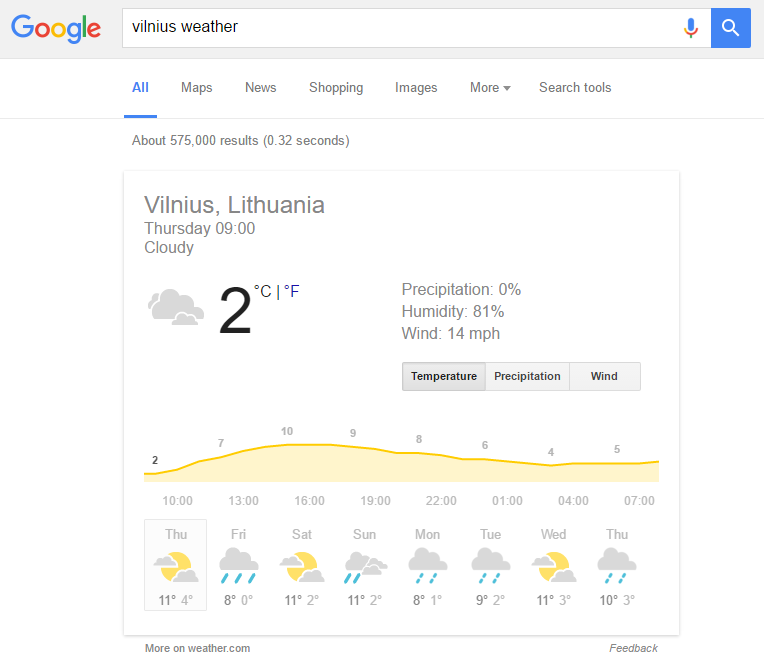 Google
vilnius weather
All Maps News Shopping Images More Search tools
About 575,000 results (0.32 seconds)
Vilnius, Lithuania
Thursday 09:00
Cloudy
2 °C | °F
Precipitation: 0%
Humidity: 81%
Wind: 14 mph
Temperature Precipitation Wind
2 7 10 9 8 6 4 5
10:00 13:00 16:00 19:00 22:00 01:00 04:00 07:00
Thu Fri Sat Sun Mon Tue Wed Thu
11° 4° 8° 0° 11° 2° 11° 2° 8° 1° 9° 2° 11° 3° 10° 3°
More on weather.com Feedback